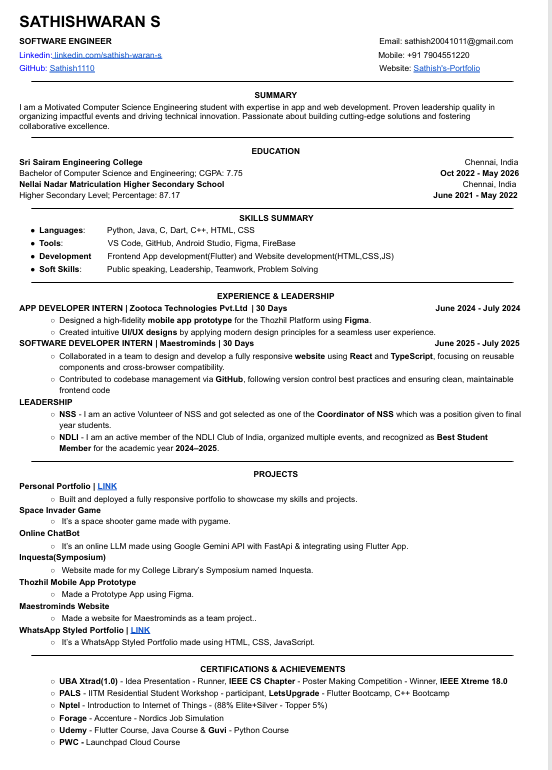 SATHISHWARAN S
SOFTWARE ENGINEER Email: sathish20041011@gmail.com
Linkedin: linkedin.com/sathish-waran-s Mobile: +91 7904551220
GitHub: Sathish1110 Website: Sathish's-Portfolio
SUMMARY
I am a Motivated Computer Science Engineering student with expertise in app and web development. Proven leadership quality in
organizing impactful events and driving technical innovation. Passionate about building cutting-edge solutions and fostering
collaborative excellence.
EDUCATION
Sri Sairam Engineering College Chennai, India
Bachelor of Computer Science and Engineering; CGPA: 7.75 Oct 2022 - May 2026
Nellai Nadar Matriculation Higher Secondary School Chennai, India
Higher Secondary Level; Percentage: 87.17 June 2021 - May 2022
SKILLS SUMMARY
● Languages: Python, Java, C, Dart, C++, HTML, CSS
● Tools: VS Code, GitHub, Android Studio, Figma, FireBase
● Development Frontend App development(Flutter) and Website development(HTML,CSS,JS)
● Soft Skills: Public speaking, Leadership, Teamwork, Problem Solving
EXPERIENCE & LEADERSHIP
APP DEVELOPER INTERN | Zootoca Technologies Pvt.Ltd | 30 Days June 2024 - July 2024
○ Designed a high-fidelity mobile app prototype for the Thozhil Platform using Figma.
○ Created intuitive UI/UX designs by applying modern design principles for a seamless user experience.
SOFTWARE DEVELOPER INTERN | Maestrominds | 30 Days June 2025 - July 2025
○ Collaborated in a team to design and develop a fully responsive website using React and TypeScript, focusing on reusable
components and cross-browser compatibility.
○ Contributed to codebase management via GitHub, following version control best practices and ensuring clean, maintainable
frontend code
LEADERSHIP
○ NSS - I am an active Volunteer of NSS and got selected as one of the Coordinator of NSS which was a position given to final
year students.
○ NDLI - I am an active member of the NDLI Club of India, organized multiple events, and recognized as Best Student
Member for the academic year 2024–2025.
PROJECTS
Personal Portfolio | LINK
○ Built and deployed a fully responsive portfolio to showcase my skills and projects.
Space Invader Game
○ It's a space shooter game made with pygame.
Online ChatBot
○ It's an online LLM made using Google Gemini API with FastApi & integrating using Flutter App.
Inquesta(Symposium)
○ Website made for my College Library's Symposium named Inquesta.
Thozhil Mobile App Prototype
○ Made a Prototype App using Figma.
Maestrominds Website
○ Made a website for Maestrominds as a team project..
WhatsApp Styled Portfolio | LINK
○ It's a WhatsApp Styled Portfolio made using HTML, CSS, JavaScript.
CERTIFICATIONS & ACHIEVEMENTS
○ UBA Xtrad(1.0) - Idea Presentation - Runner, IEEE CS Chapter - Poster Making Competition - Winner, IEEE Xtreme 18.0
○ PALS - IITM Residential Student Workshop - participant, LetsUpgrade - Flutter Bootcamp, C++ Bootcamp
○ Nptel - Introduction to Internet of Things - (88% Elite+Silver - Topper 5%)
○ Forage - Accenture - Nordics Job Simulation
○ Udemy - Flutter Course, Java Course & Guvi - Python Course
○ PWC - Launchpad Cloud Course